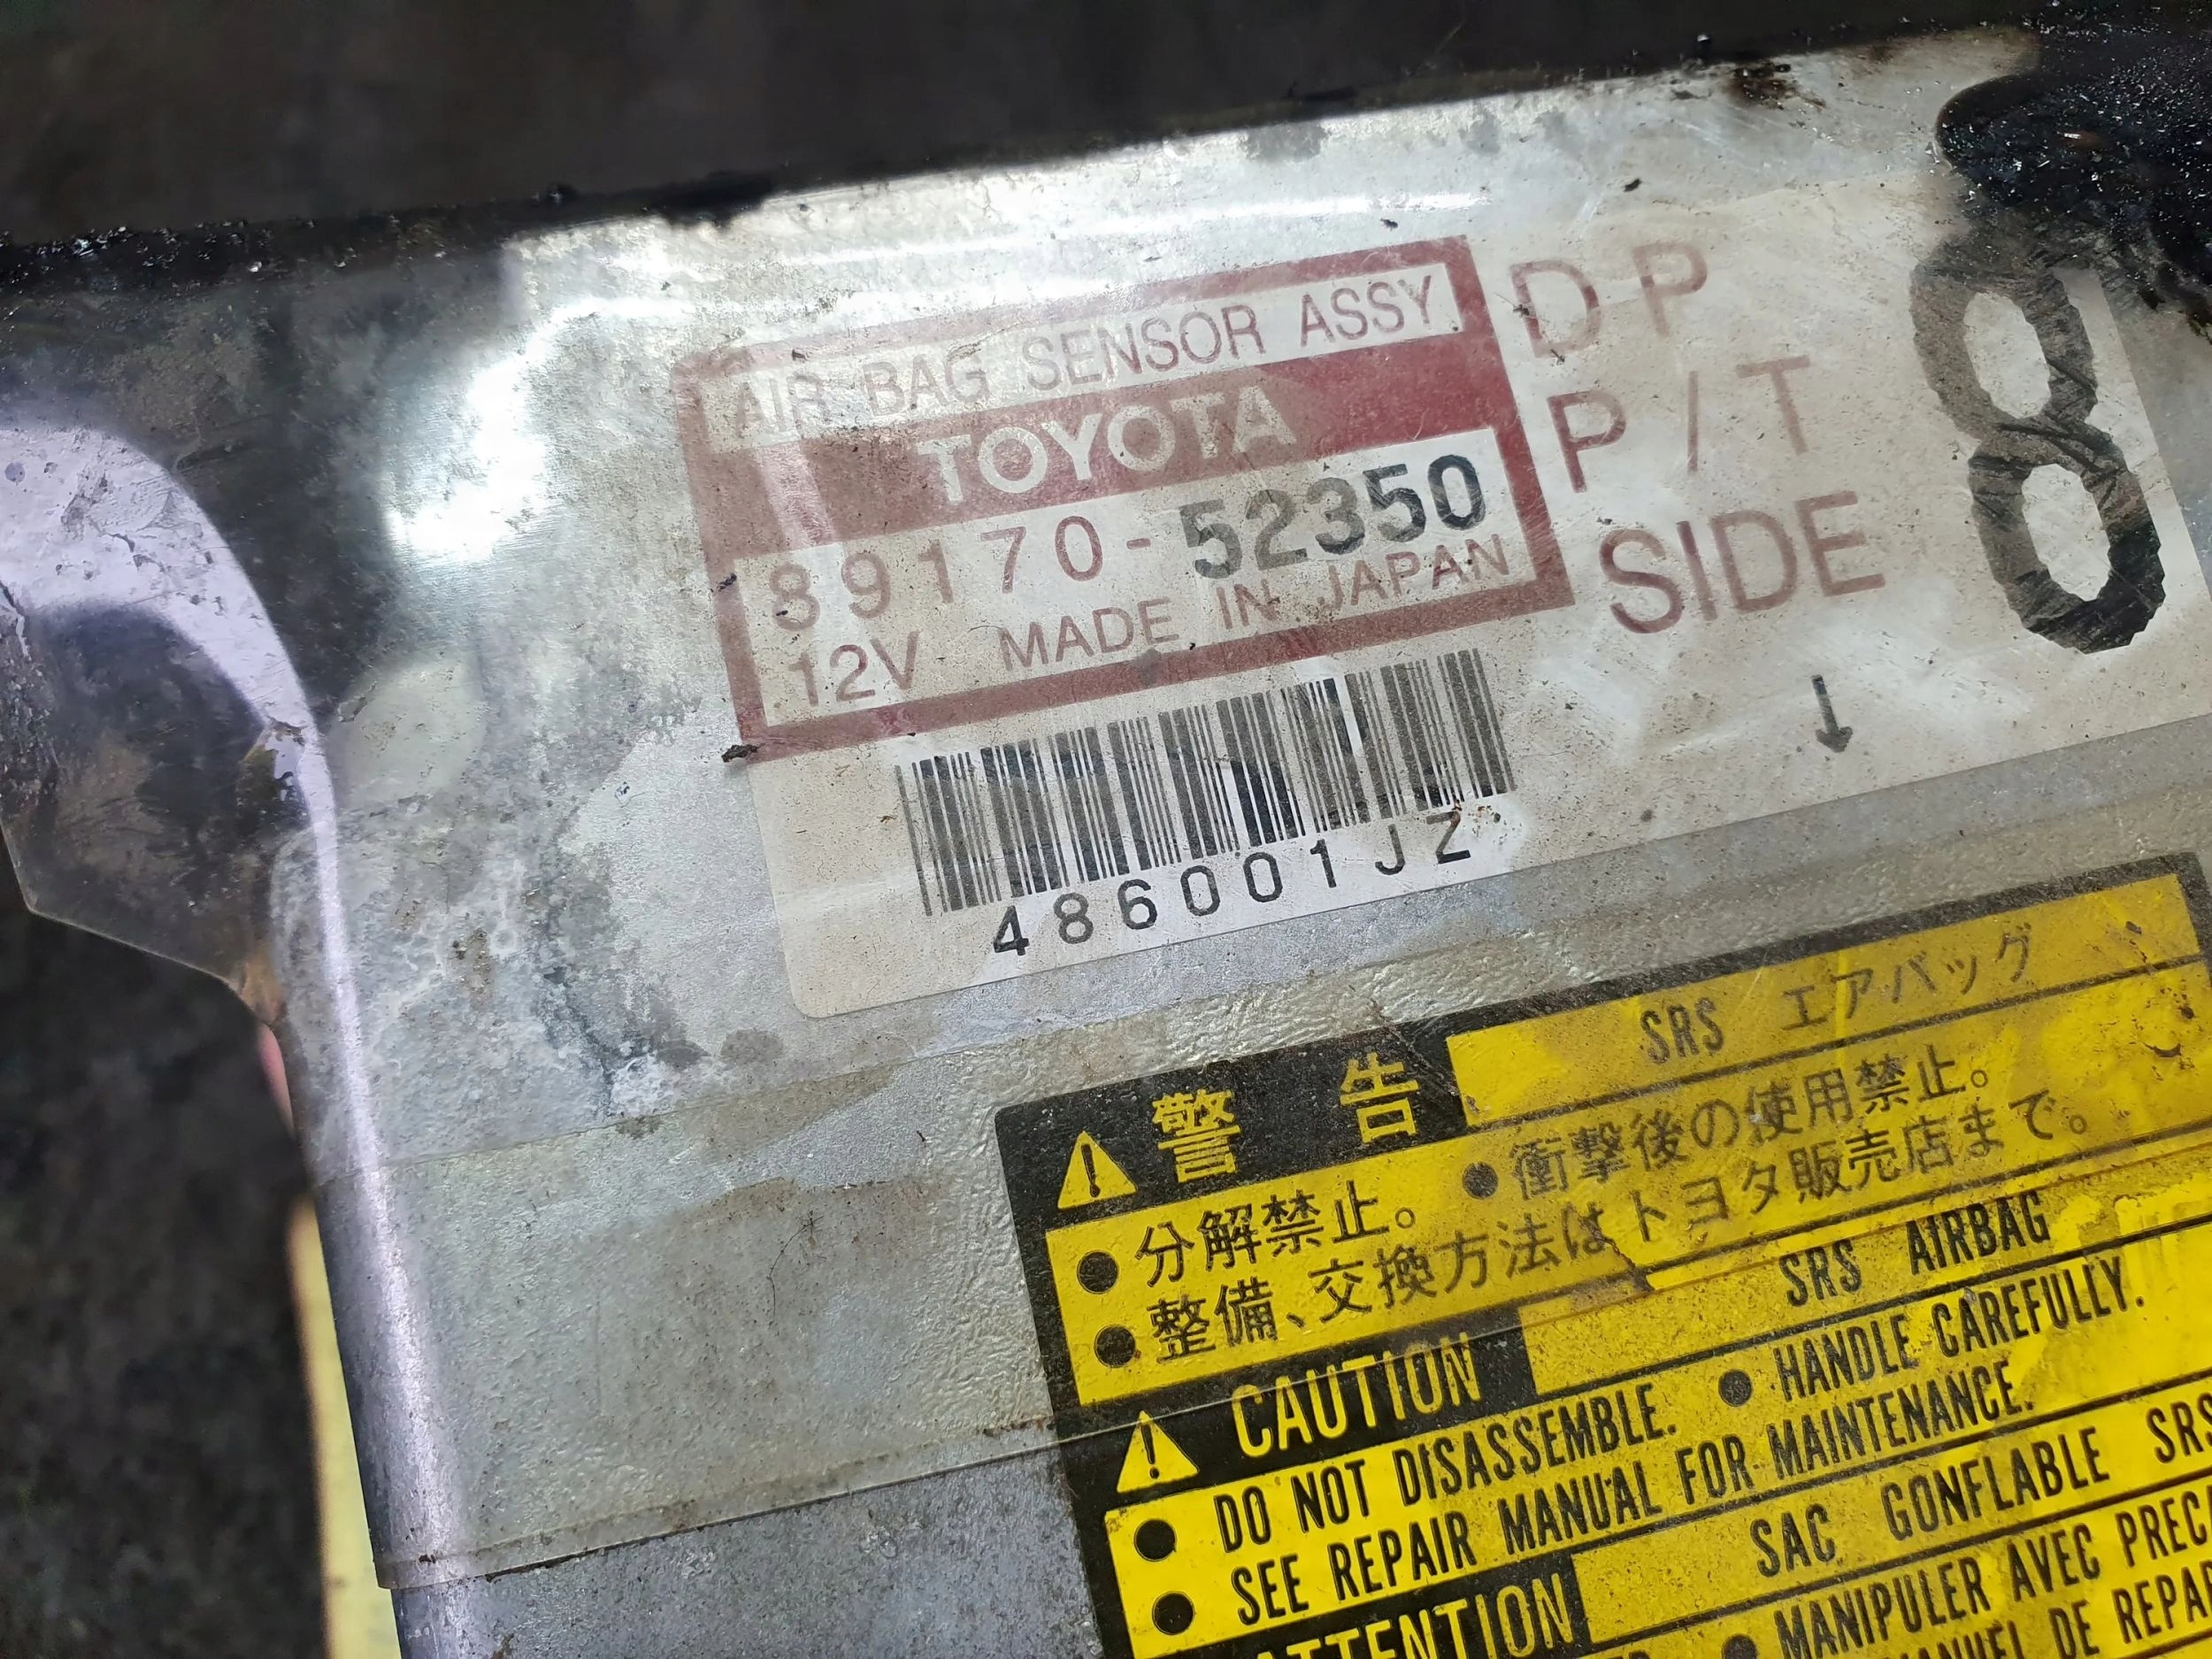 AIR BAG SENSOR ASSY
TOYOTA
89170-52350
12V MADE IN JAPAN
DP
P/T
SIDE
8
↓
486001JZ
警告 SRS エアバッグ
●分解禁止。 ●衝撃後の使用禁止。
●整備、交換方法はトヨタ販売店まで。
CAUTION SRS AIRBAG
●DO NOT DISASSEMBLE. ●HANDLE CAREFULLY.
●SEE REPAIR MANUAL FOR MAINTENANCE.
ATTENTION SAC GONFLABLE SRS
●MANIPULER AVEC
DE